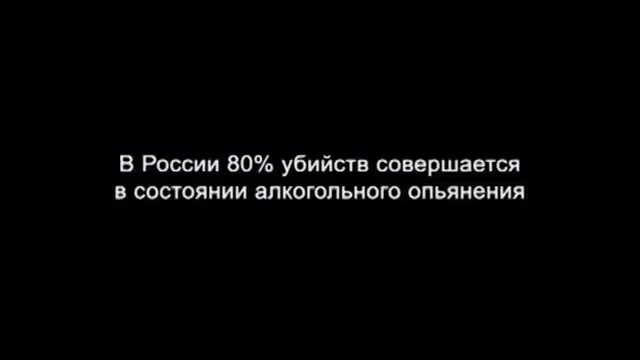 В России 80% убийств совершается
в состоянии алкогольного опьянения